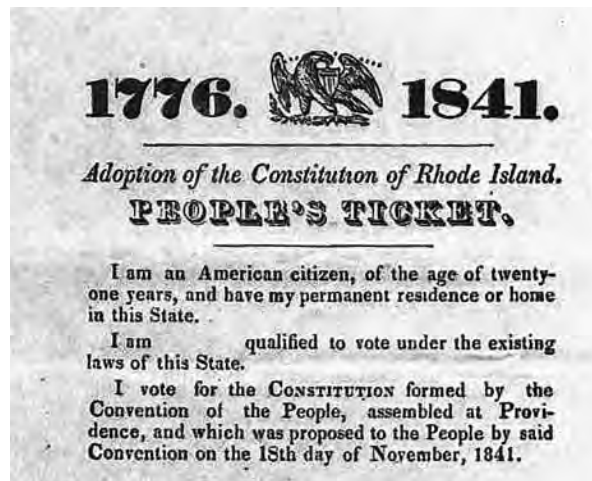 1776. 1841.
Adoption of the Constitution of Rhode Island.
PEOPLE'S TICKET.
I am an American citizen, of the age of twenty-
one years, and have my permanent residence or home
in this State.
I am qualified to vote under the existing
laws of this State.
I vote for the CONSTITUTION formed by the
Convention of the People, assembled at Provi-
dence, and which was proposed to the People by said
Convention on the 18th day of November, 1841.